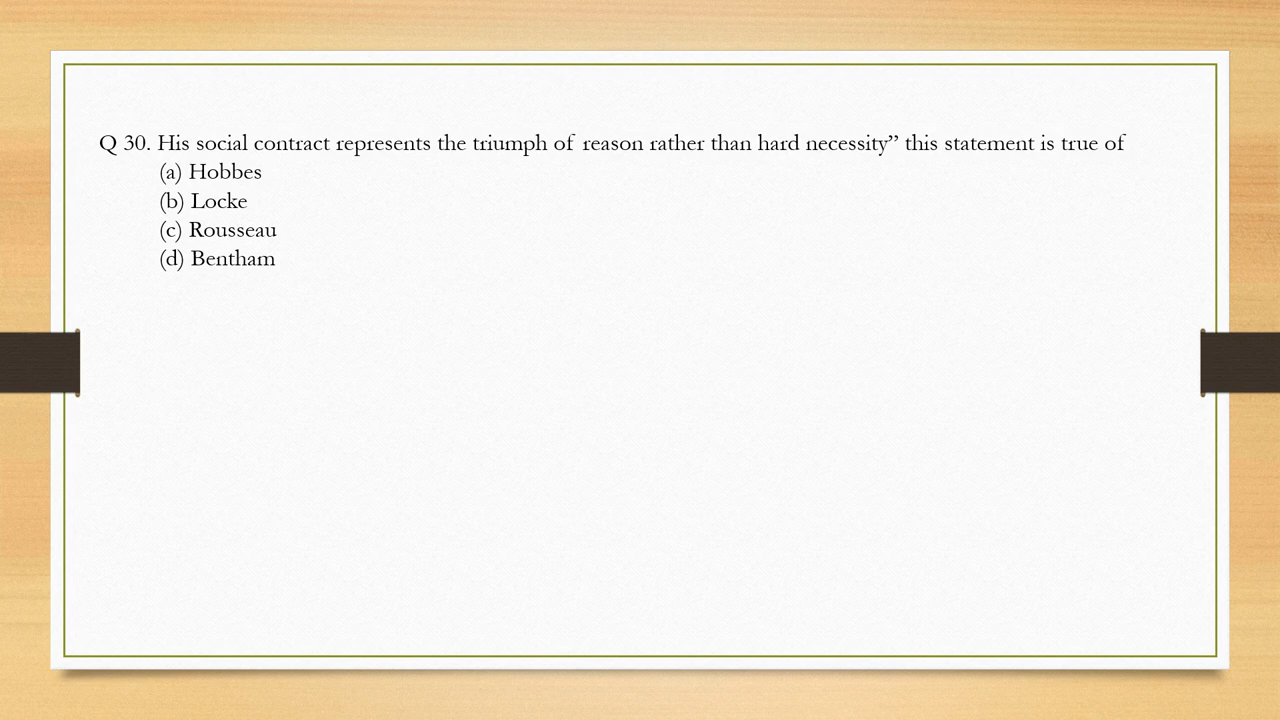 Q 30. His social contract represents the triumph of reason rather than hard necessity” this statement is true of
(a) Hobbes
(b) Locke
(c) Rousseau
(d) Bentham